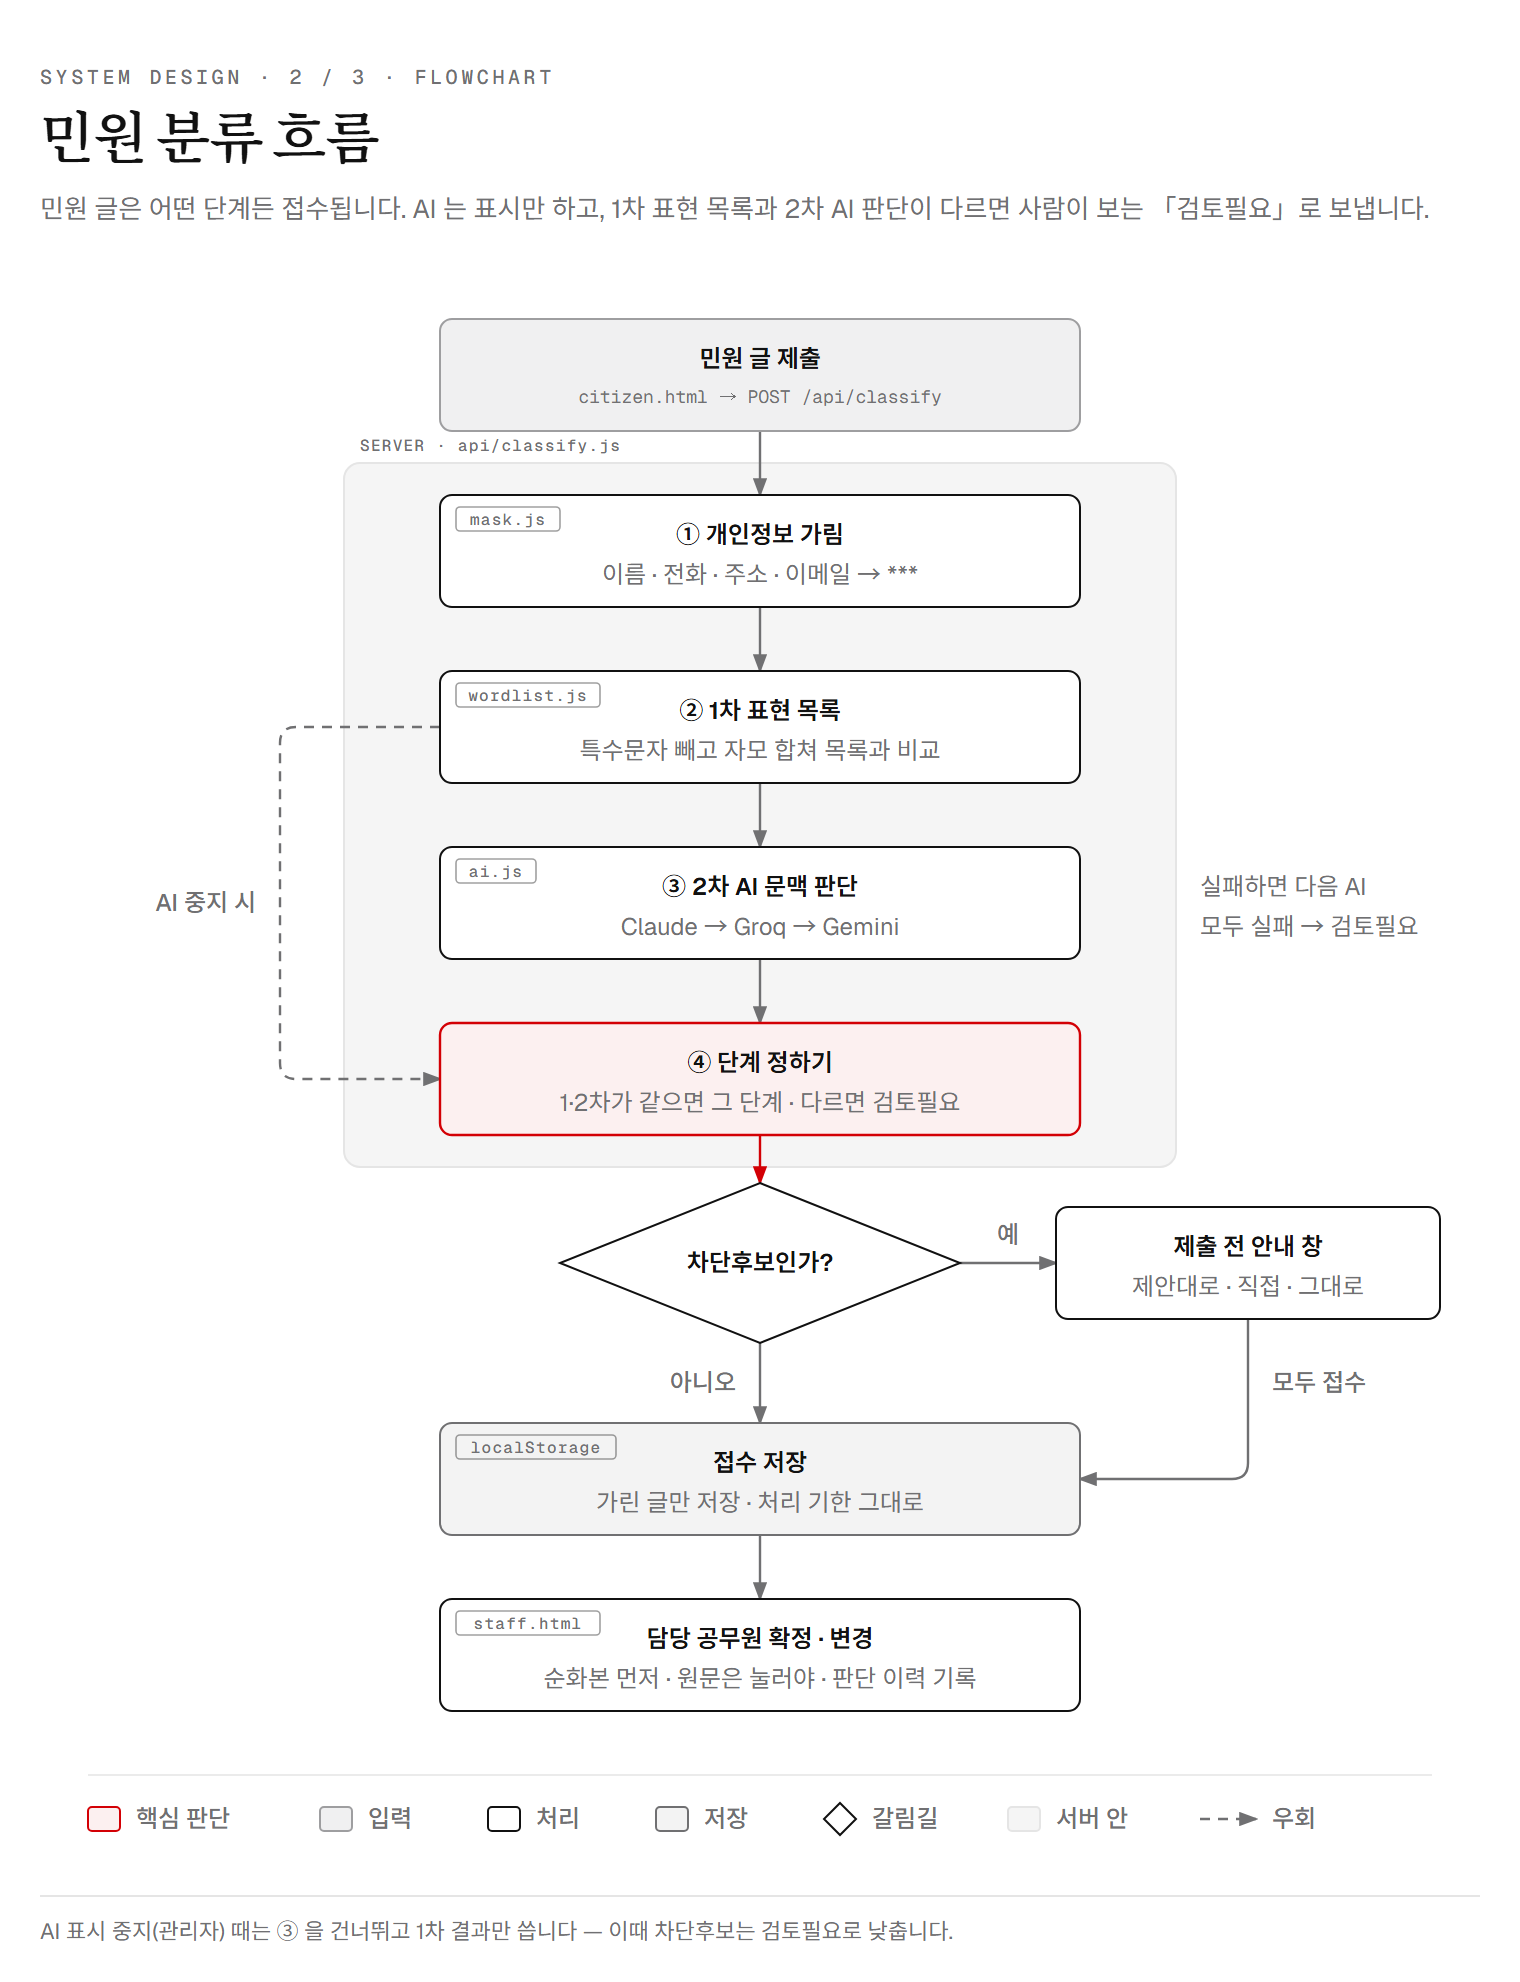 SYSTEM DESIGN · 2 / 3 · FLOWCHART
민원 분류 흐름
민원 글은 어떤 단계든 접수됩니다. AI 는 표시만 하고, 1차 표현 목록과 2차 AI 판단이 다르면 사람이 보는 「검토필요」로 보냅니다.
민원 글 제출
citizen.html → POST /api/classify
SERVER · api/classify.js
mask.js
① 개인정보 가림
이름 · 전화 · 주소 · 이메일 → ***
wordlist.js
② 1차 표현 목록
특수문자 빼고 자모 합쳐 목록과 비교
ai.js
③ 2차 AI 문맥 판단
Claude → Groq → Gemini
AI 중지 시
실패하면 다음 AI
모두 실패 → 검토필요
④ 단계 정하기
1·2차가 같으면 그 단계 · 다르면 검토필요
차단후보인가?
예
제출 전 안내 창
제안대로 · 직접 · 그대로
아니오
모두 접수
localStorage
접수 저장
가린 글만 저장 · 처리 기한 그대로
staff.html
담당 공무원 확정 · 변경
순화본 먼저 · 원문은 눌러야 · 판단 이력 기록
핵심 판단
입력
처리
저장
갈림길
서버 안
우회
AI 표시 중지(관리자) 때는 ③ 을 건너뛰고 1차 결과만 씁니다 — 이때 차단후보는 검토필요로 낮춥니다.